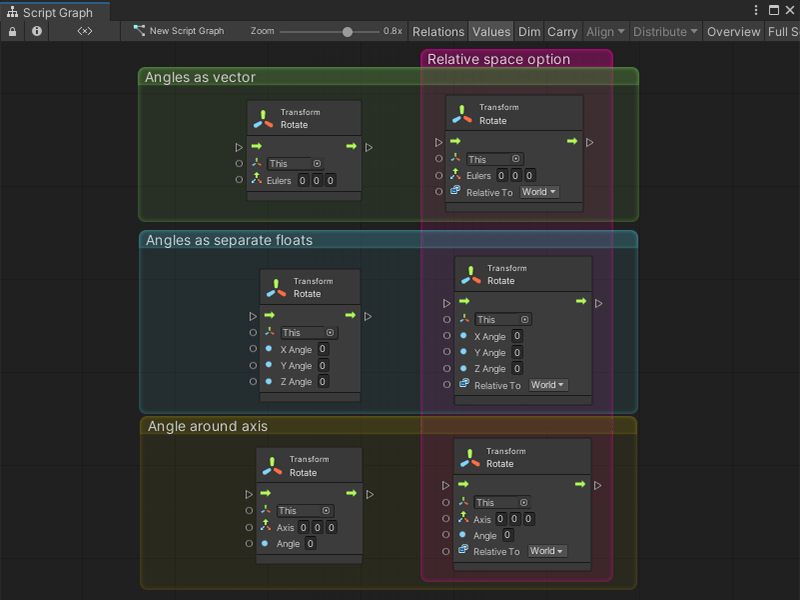 Script Graph
New Script Graph Zoom 0.8x Relations Values Dim Carry Align Distribute Overview Full S
Relative space option
Angles as vector
Transform
Rotate
This
Eulers 0 0 0
Transform
Rotate
This
Eulers 0 0 0
Relative To World
Angles as separate floats
Transform
Rotate
This
X Angle 0
Y Angle 0
Z Angle 0
Transform
Rotate
This
X Angle 0
Y Angle 0
Z Angle 0
Relative To World
Angle around axis
Transform
Rotate
This
Axis 0 0 0
Angle 0
Transform
Rotate
This
Axis 0 0 0
Angle 0
Relative To World